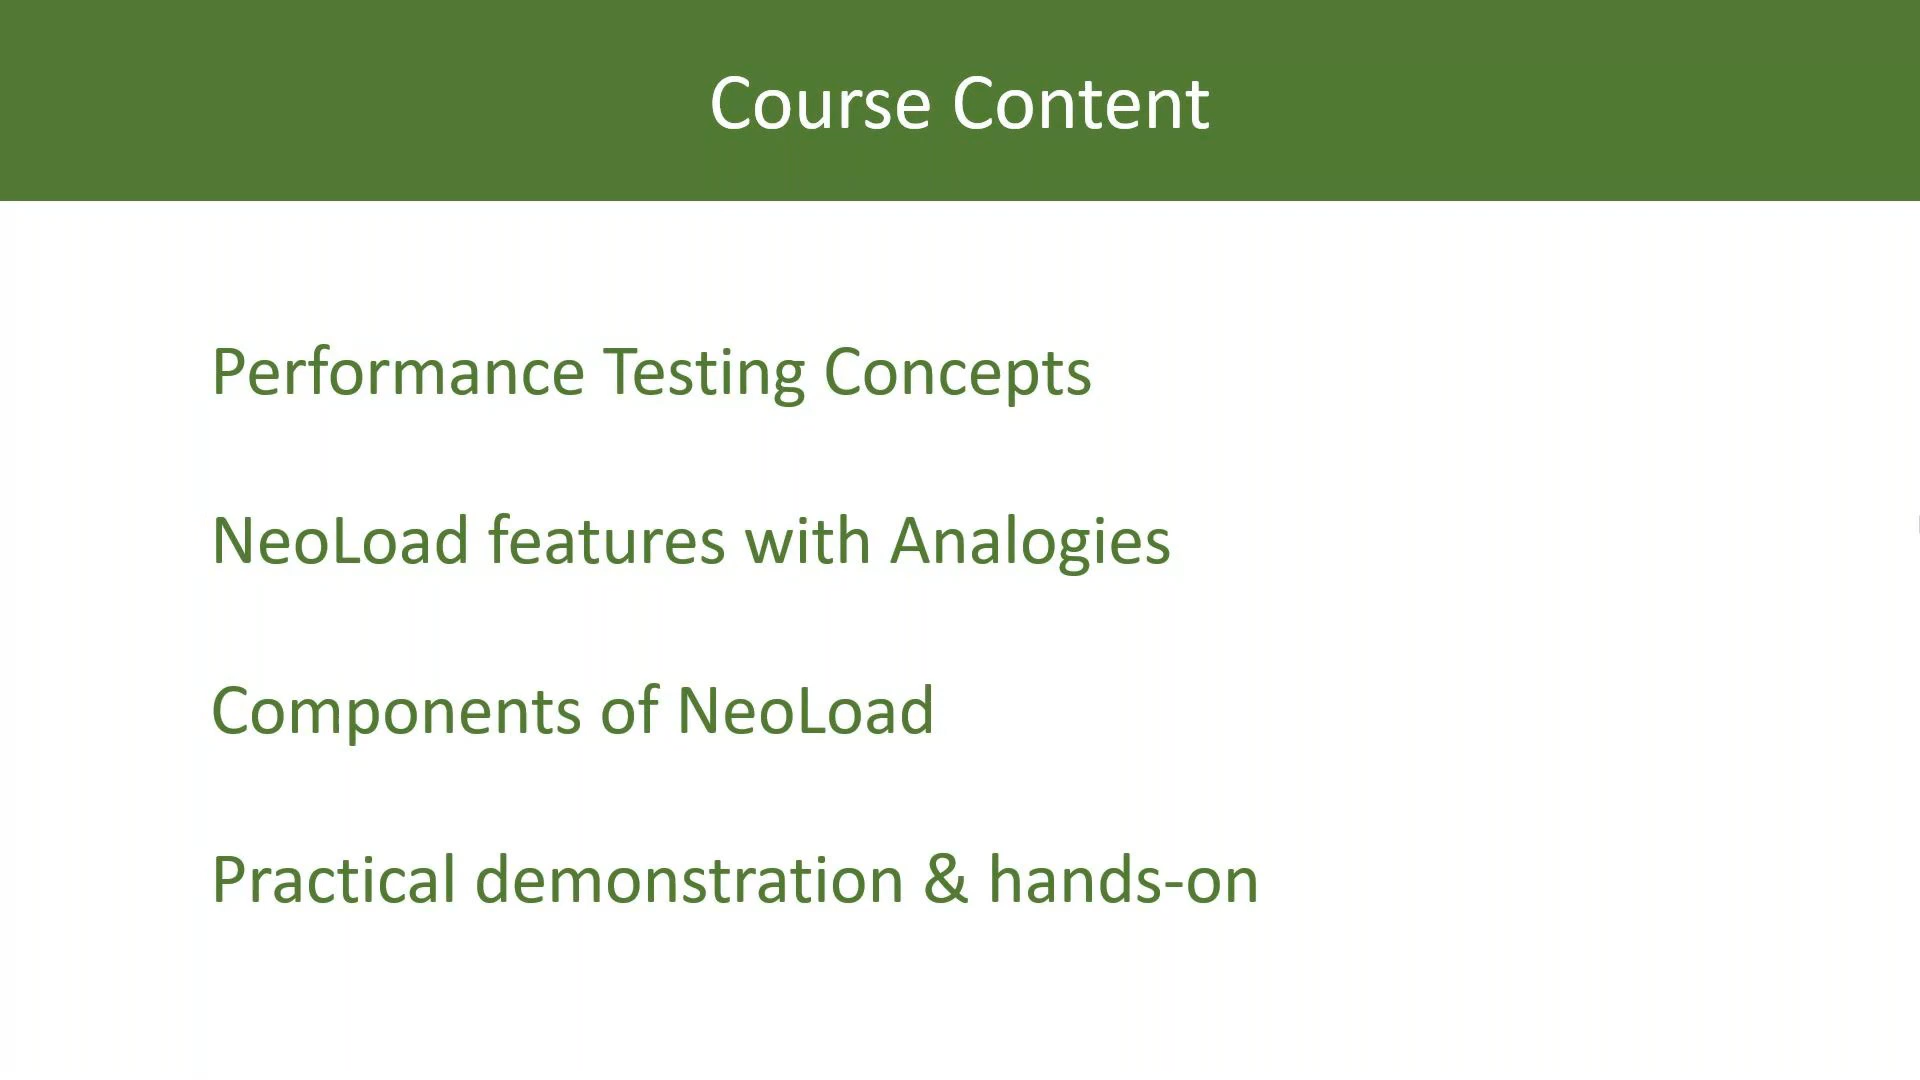 Course Content
Performance Testing Concepts
NeoLoad features with Analogies
Components of NeoLoad
Practical demonstration & hands-on